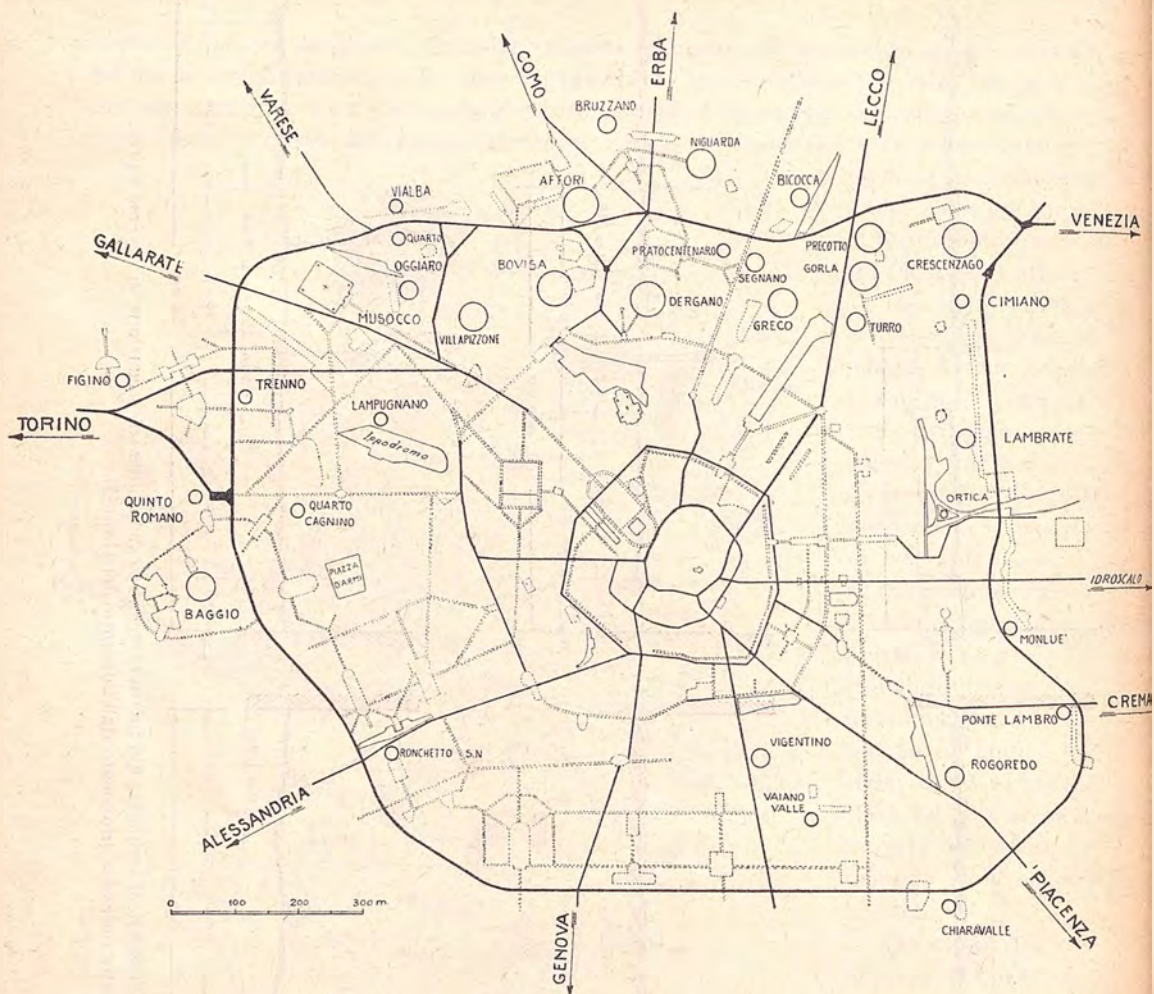 ERBA
COMO
LECCO
VARESE
BRUZZANO
NIGUARDA
AFFORI
BICOCCA
VIALBA
VENEZIA
QUARTO
OGGIARO
GALLARATE
BOVISA
PRATOCENTENARO
SEGNANO
PRECOTTO
GORLA
CRESCENZAGO
MUSOCCO
VILLAPIZZONE
DERGANO
GRECO
TURRO
CIMIANO
FIGINO
TRENNO
LAMPUGNANO
TORINO
Ippodromo
LAMBRATE
QUINTO
ROMANO
QUARTO
CAGNINO
ORTICA
PIAZZA
D'ARMI
BAGGIO
IDROSCALO
MONLUE'
CREMA
PONTE LAMBRO
RONCHETTO S.N
VIGENTINO
ROGOREDO
VAIANO
VALLE
ALESSANDRIA
0 100 200 300 m.
GENOVA
CHIARAVALLE
PIACENZA